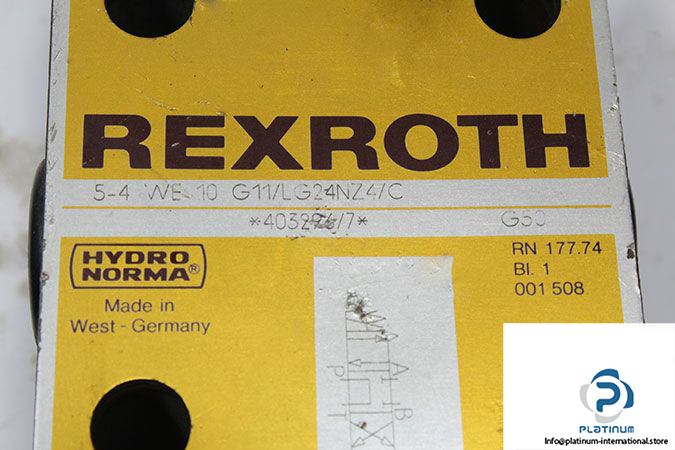 REXROTH
5-4 WE 10 G11/LG24NZ4/C
G30
HYDRO
NORMA®
Made in
West - Germany
RN 177.74
Bl. 1
001 508
A
P
B
T
PLATINUM
info@platinum-international.store